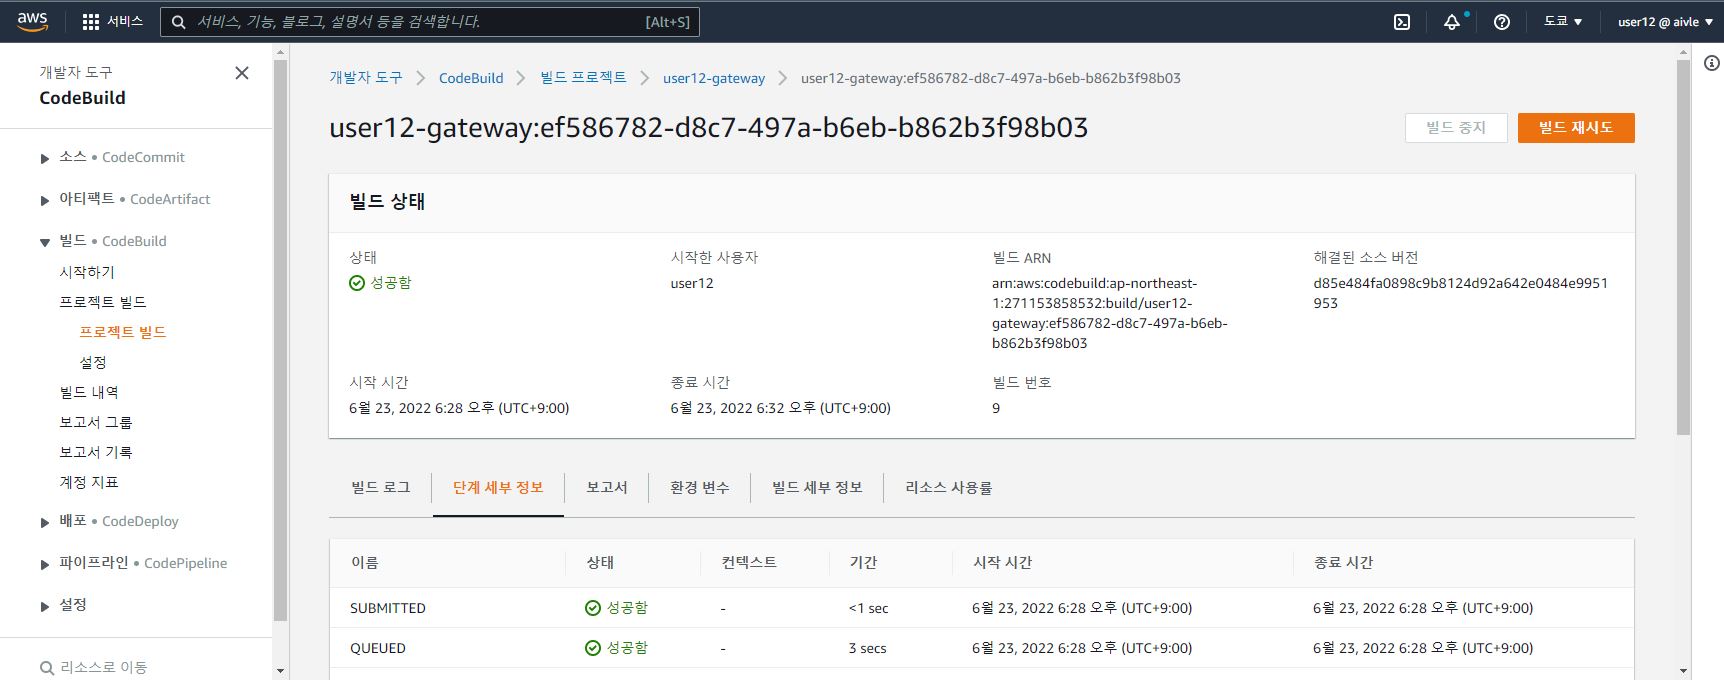 aws
서비스
서비스, 기능, 블로그, 설명서 등을 검색합니다.
[Alt+S]
도쿄
user12 @ aivle
개발자 도구
CodeBuild
소스 • CodeCommit
아티팩트 • CodeArtifact
빌드 • CodeBuild
시작하기
프로젝트 빌드
프로젝트 빌드
설정
빌드 내역
보고서 그룹
보고서 기록
계정 지표
배포 • CodeDeploy
파이프라인 • CodePipeline
설정
리소스로 이동
개발자 도구 > CodeBuild > 빌드 프로젝트 > user12-gateway > user12-gateway:ef586782-d8c7-497a-b6eb-b862b3f98b03
user12-gateway:ef586782-d8c7-497a-b6eb-b862b3f98b03
빌드 중지
빌드 재시도
빌드 상태
상태
성공함
시작한 사용자
user12
빌드 ARN
arn:aws:codebuild:ap-northeast-
1:271153858532:build/user12-
gateway:ef586782-d8c7-497a-b6eb-
b862b3f98b03
해결된 소스 버전
d85e484fa0898c9b8124d92a642e0484e9951
953
시작 시간
6월 23, 2022 6:28 오후 (UTC+9:00)
종료 시간
6월 23, 2022 6:32 오후 (UTC+9:00)
빌드 번호
9
빌드 로그
단계 세부 정보
보고서
환경 변수
빌드 세부 정보
리소스 사용률
이름 상태 컨텍스트 기간 시작 시간 종료 시간
SUBMITTED 성공함 - <1 sec 6월 23, 2022 6:28 오후 (UTC+9:00) 6월 23, 2022 6:28 오후 (UTC+9:00)
QUEUED 성공함 - 3 secs 6월 23, 2022 6:28 오후 (UTC+9:00) 6월 23, 2022 6:28 오후 (UTC+9:00)